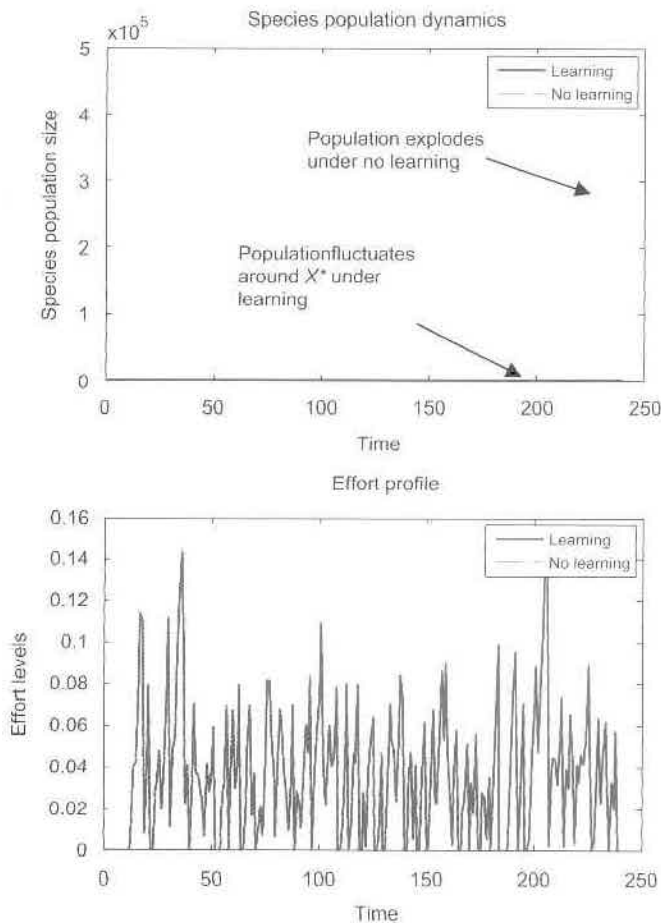 Species population dynamics
x10^5
5
4
3
2
1
0
Species population size
Learning
No learning
Population explodes
under no learning
Populationfluctuates
around X* under
learning
0
50
100
150
200
250
Time
Effort profile
0.16
0.14
0.12
0.1
0.08
0.06
0.04
0.02
0
Effort levels
Learning
No learning
0
50
100
150
200
250
Time